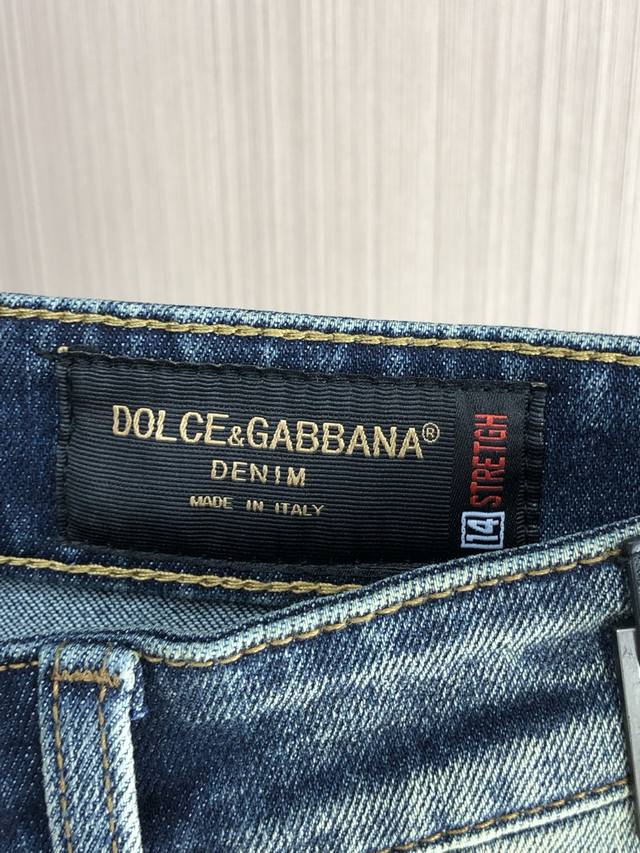 DOLCE&GABBANA®
DENIM
MADE IN ITALY
14 STRETCH